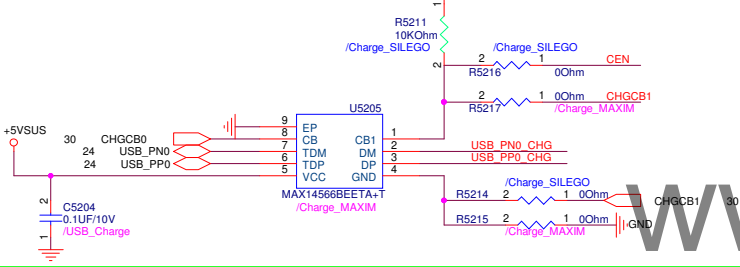 1
R5211
10KOhm
/Charge_SILEGO
2
/Charge_SILEGO
2 1 CEN
R5216 0Ohm
2 1 0Ohm CHGCB1
R5217 /Charge_MAXIM
U5205
+5VSUS
9 EP
30 CHGCB0 8 CB CB1 1
24 USB_PN0 7 TDM DM 2 USB_PN0_CHG
24 USB_PP0 6 TDP DP 3 USB_PP0_CHG
5 VCC GND 4
MAX14566BEETA+T
/Charge_MAXIM
2
C5204
0.1UF/10V
1 /USB_Charge
/Charge_SILEGO
R5214 2 1 0Ohm CHGCB1 30
R5215 2 1 0Ohm GND
/Charge_MAXIM